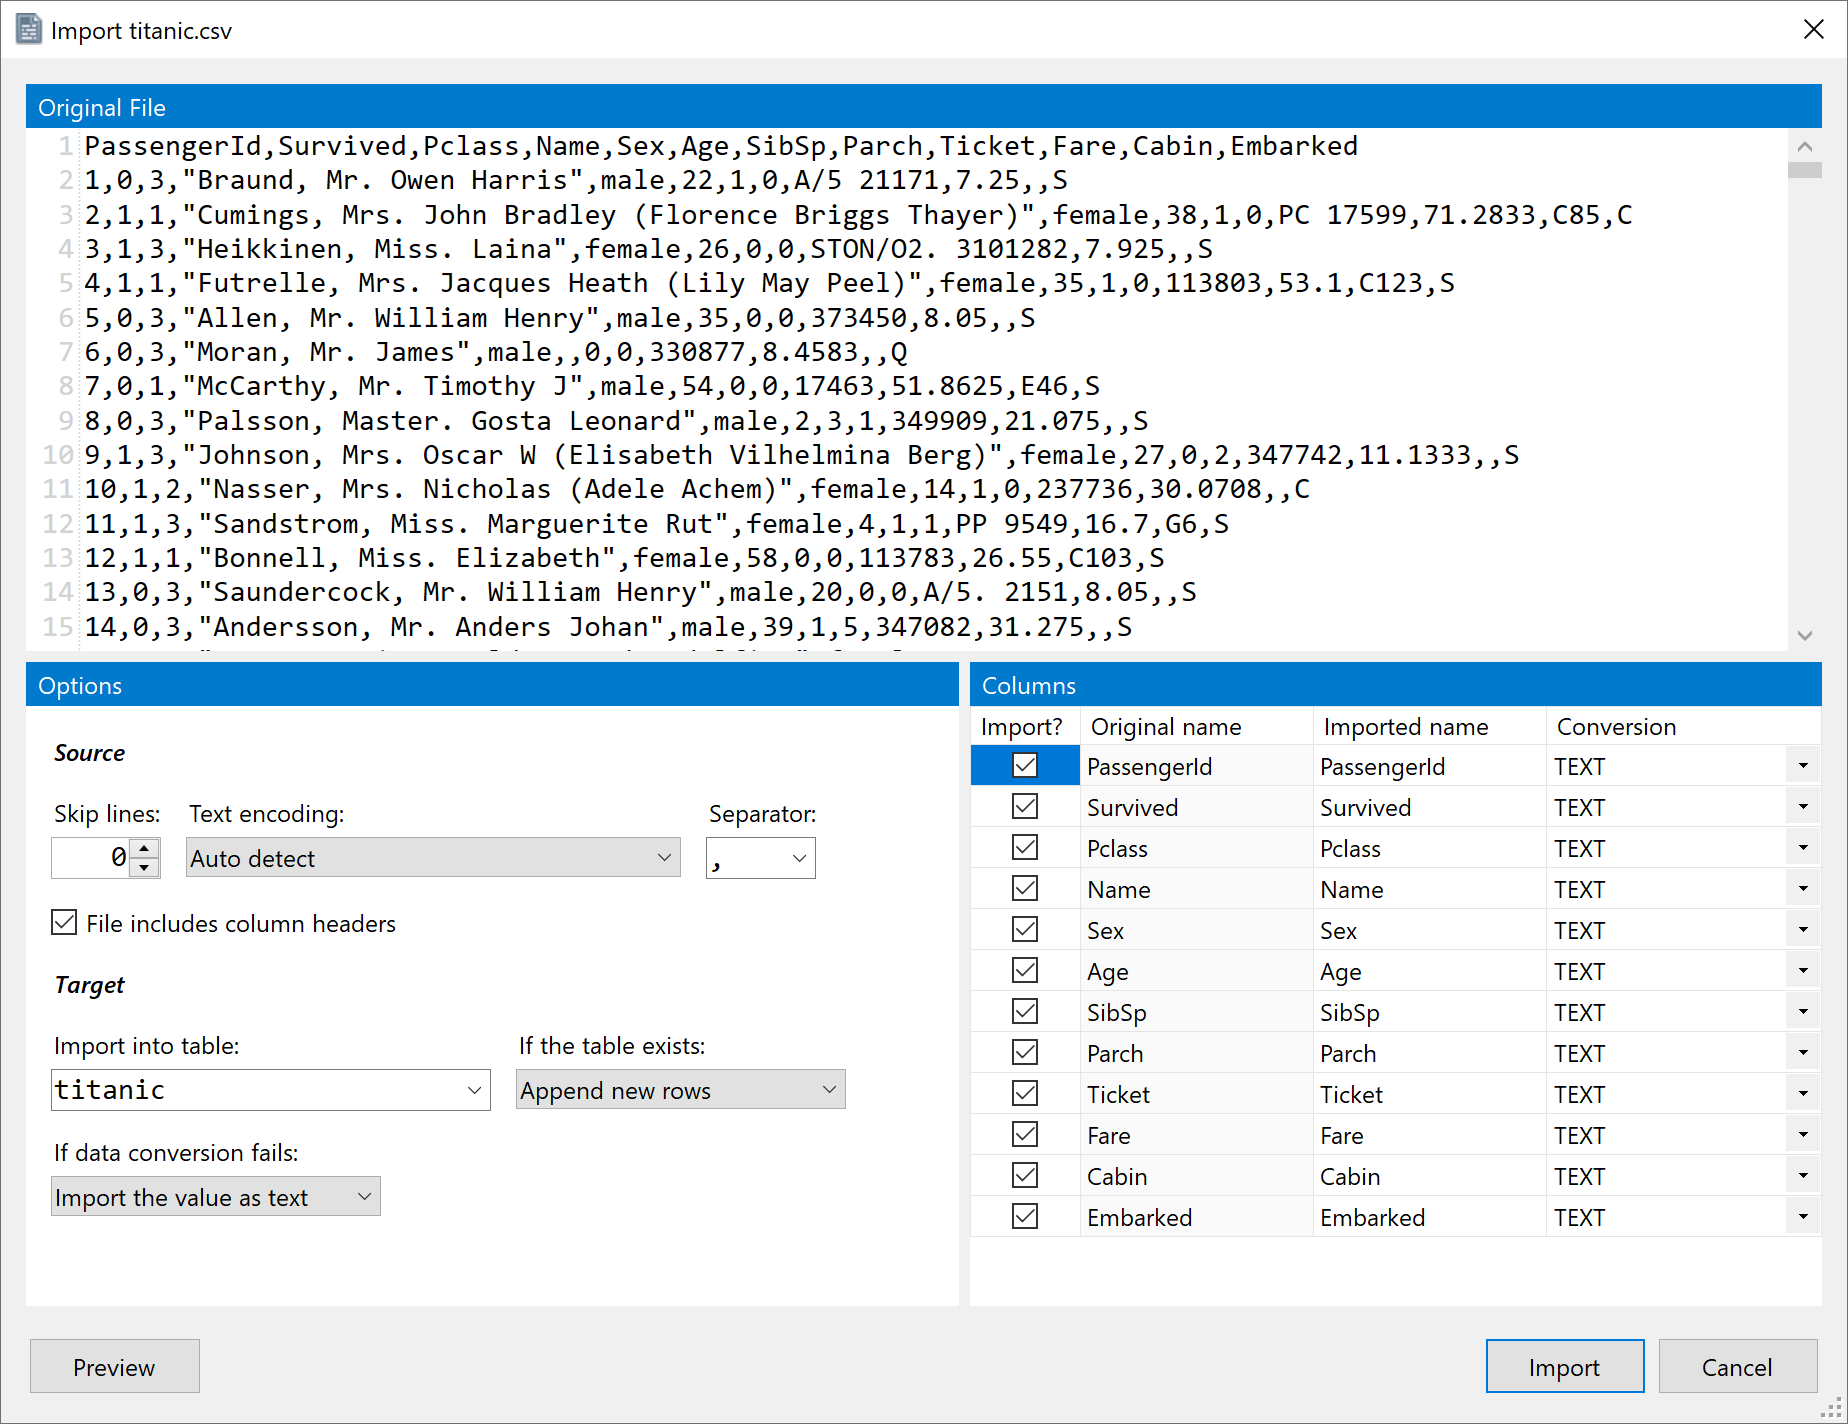 Import titanic.csv
Original File
1 PassengerId,Survived,Pclass,Name,Sex,Age,SibSp,Parch,Ticket,Fare,Cabin,Embarked
2 1,0,3,"Braund, Mr. Owen Harris",male,22,1,0,A/5 21171,7.25,,S
3 2,1,1,"Cumings, Mrs. John Bradley (Florence Briggs Thayer)",female,38,1,0,PC 17599,71.2833,C85,C
4 3,1,3,"Heikkinen, Miss. Laina",female,26,0,0,STON/O2. 3101282,7.925,,S
5 4,1,1,"Futrelle, Mrs. Jacques Heath (Lily May Peel)",female,35,1,0,113803,53.1,C123,S
6 5,0,3,"Allen, Mr. William Henry",male,35,0,0,373450,8.05,,S
7 6,0,3,"Moran, Mr. James",male,,0,0,330877,8.4583,,Q
8 7,0,1,"McCarthy, Mr. Timothy J",male,54,0,0,17463,51.8625,E46,S
9 8,0,3,"Palsson, Master. Gosta Leonard",male,2,3,1,349909,21.075,,S
10 9,1,3,"Johnson, Mrs. Oscar W (Elisabeth Vilhelmina Berg)",female,27,0,2,347742,11.1333,,S
11 10,1,2,"Nasser, Mrs. Nicholas (Adele Achem)",female,14,1,0,237736,30.0708,,C
12 11,1,3,"Sandstrom, Miss. Marguerite Rut",female,4,1,1,PP 9549,16.7,G6,S
13 12,1,1,"Bonnell, Miss. Elizabeth",female,58,0,0,113783,26.55,C103,S
14 13,0,3,"Saundercock, Mr. William Henry",male,20,0,0,A/5. 2151,8.05,,S
15 14,0,3,"Andersson, Mr. Anders Johan",male,39,1,5,347082,31.275,,S
Options
Source
Skip lines: Text encoding: Separator:
0 Auto detect ,
File includes column headers
Target
Import into table: If the table exists:
titanic Append new rows
If data conversion fails:
Import the value as text
Columns
Import? Original name Imported name Conversion
PassengerId PassengerId TEXT
Survived Survived TEXT
Pclass Pclass TEXT
Name Name TEXT
Sex Sex TEXT
Age Age TEXT
SibSp SibSp TEXT
Parch Parch TEXT
Ticket Ticket TEXT
Fare Fare TEXT
Cabin Cabin TEXT
Embarked Embarked TEXT
Preview Import Cancel